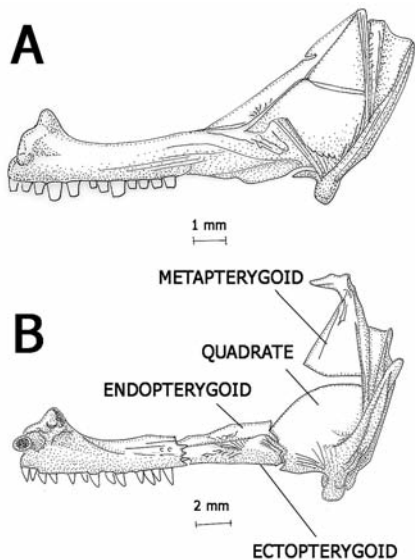 A
1 mm
METAPTERYGOID
B
QUADRATE
ENDOPTERYGOID
2 mm
ECTOPTERYGOID